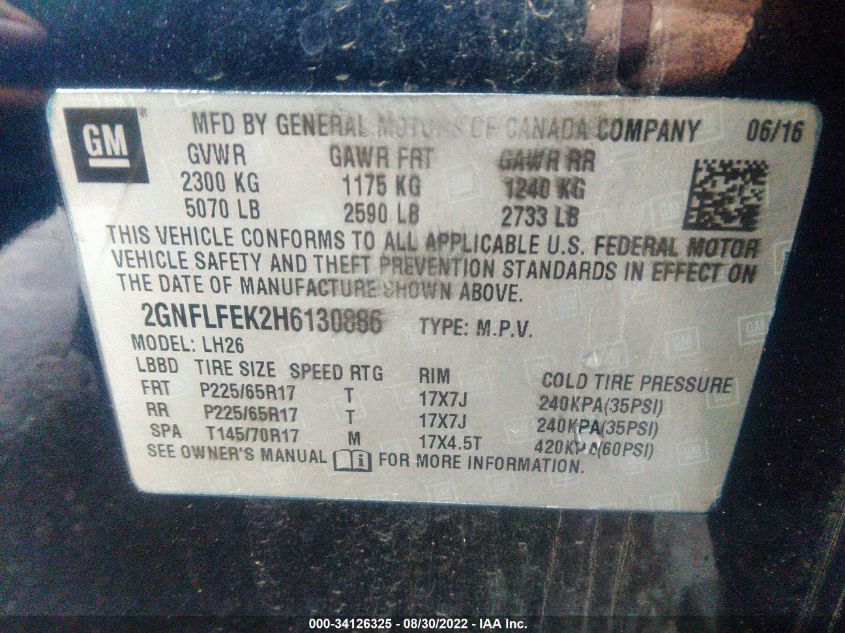 GM ® MFD BY GENERAL MOTORS OF CANADA COMPANY 06/16
GVWR GAWR FRT GAWR RR
2300 KG 1175 KG 1240 KG
5070 LB 2590 LB 2733 LB
THIS VEHICLE CONFORMS TO ALL APPLICABLE U.S. FEDERAL MOTOR
VEHICLE SAFETY AND THEFT PREVENTION STANDARDS IN EFFECT ON
THE DATE OF MANUFACTURE SHOWN ABOVE.
2GNFLFEK2H6130886 TYPE: M.P.V.
MODEL: LH26
LBBD TIRE SIZE SPEED RTG RIM COLD TIRE PRESSURE
FRT P225/65R17 T 17X7J 240KPA(35PSI)
RR P225/65R17 T 17X7J 240KPA(35PSI)
SPA T145/70R17 M 17X4.5T 420KPA(60PSI)
SEE OWNER'S MANUAL FOR MORE INFORMATION.
000-34126325 - 08/30/2022 - IAA Inc.